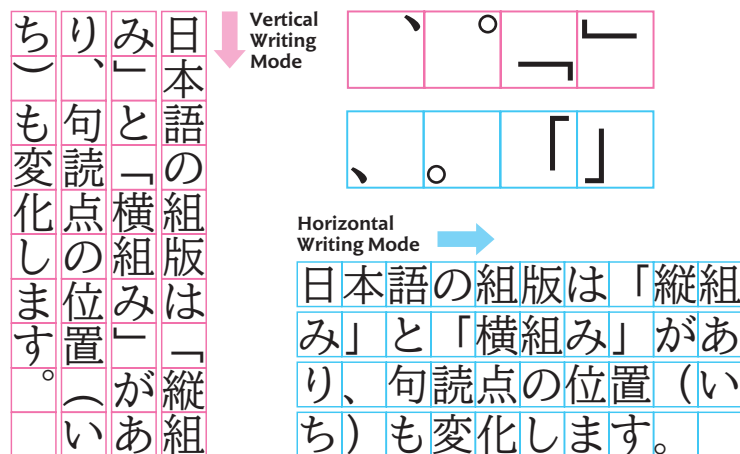 日本語の組版は「縦組
み」と「横組み」があ
り、句読点の位置（い
ち）も変化します。
Vertical
Writing
Mode
、。「」
、。「」
Horizontal
Writing Mode
日本語の組版は「縦組
み」と「横組み」があ
り、句読点の位置（い
ち）も変化します。